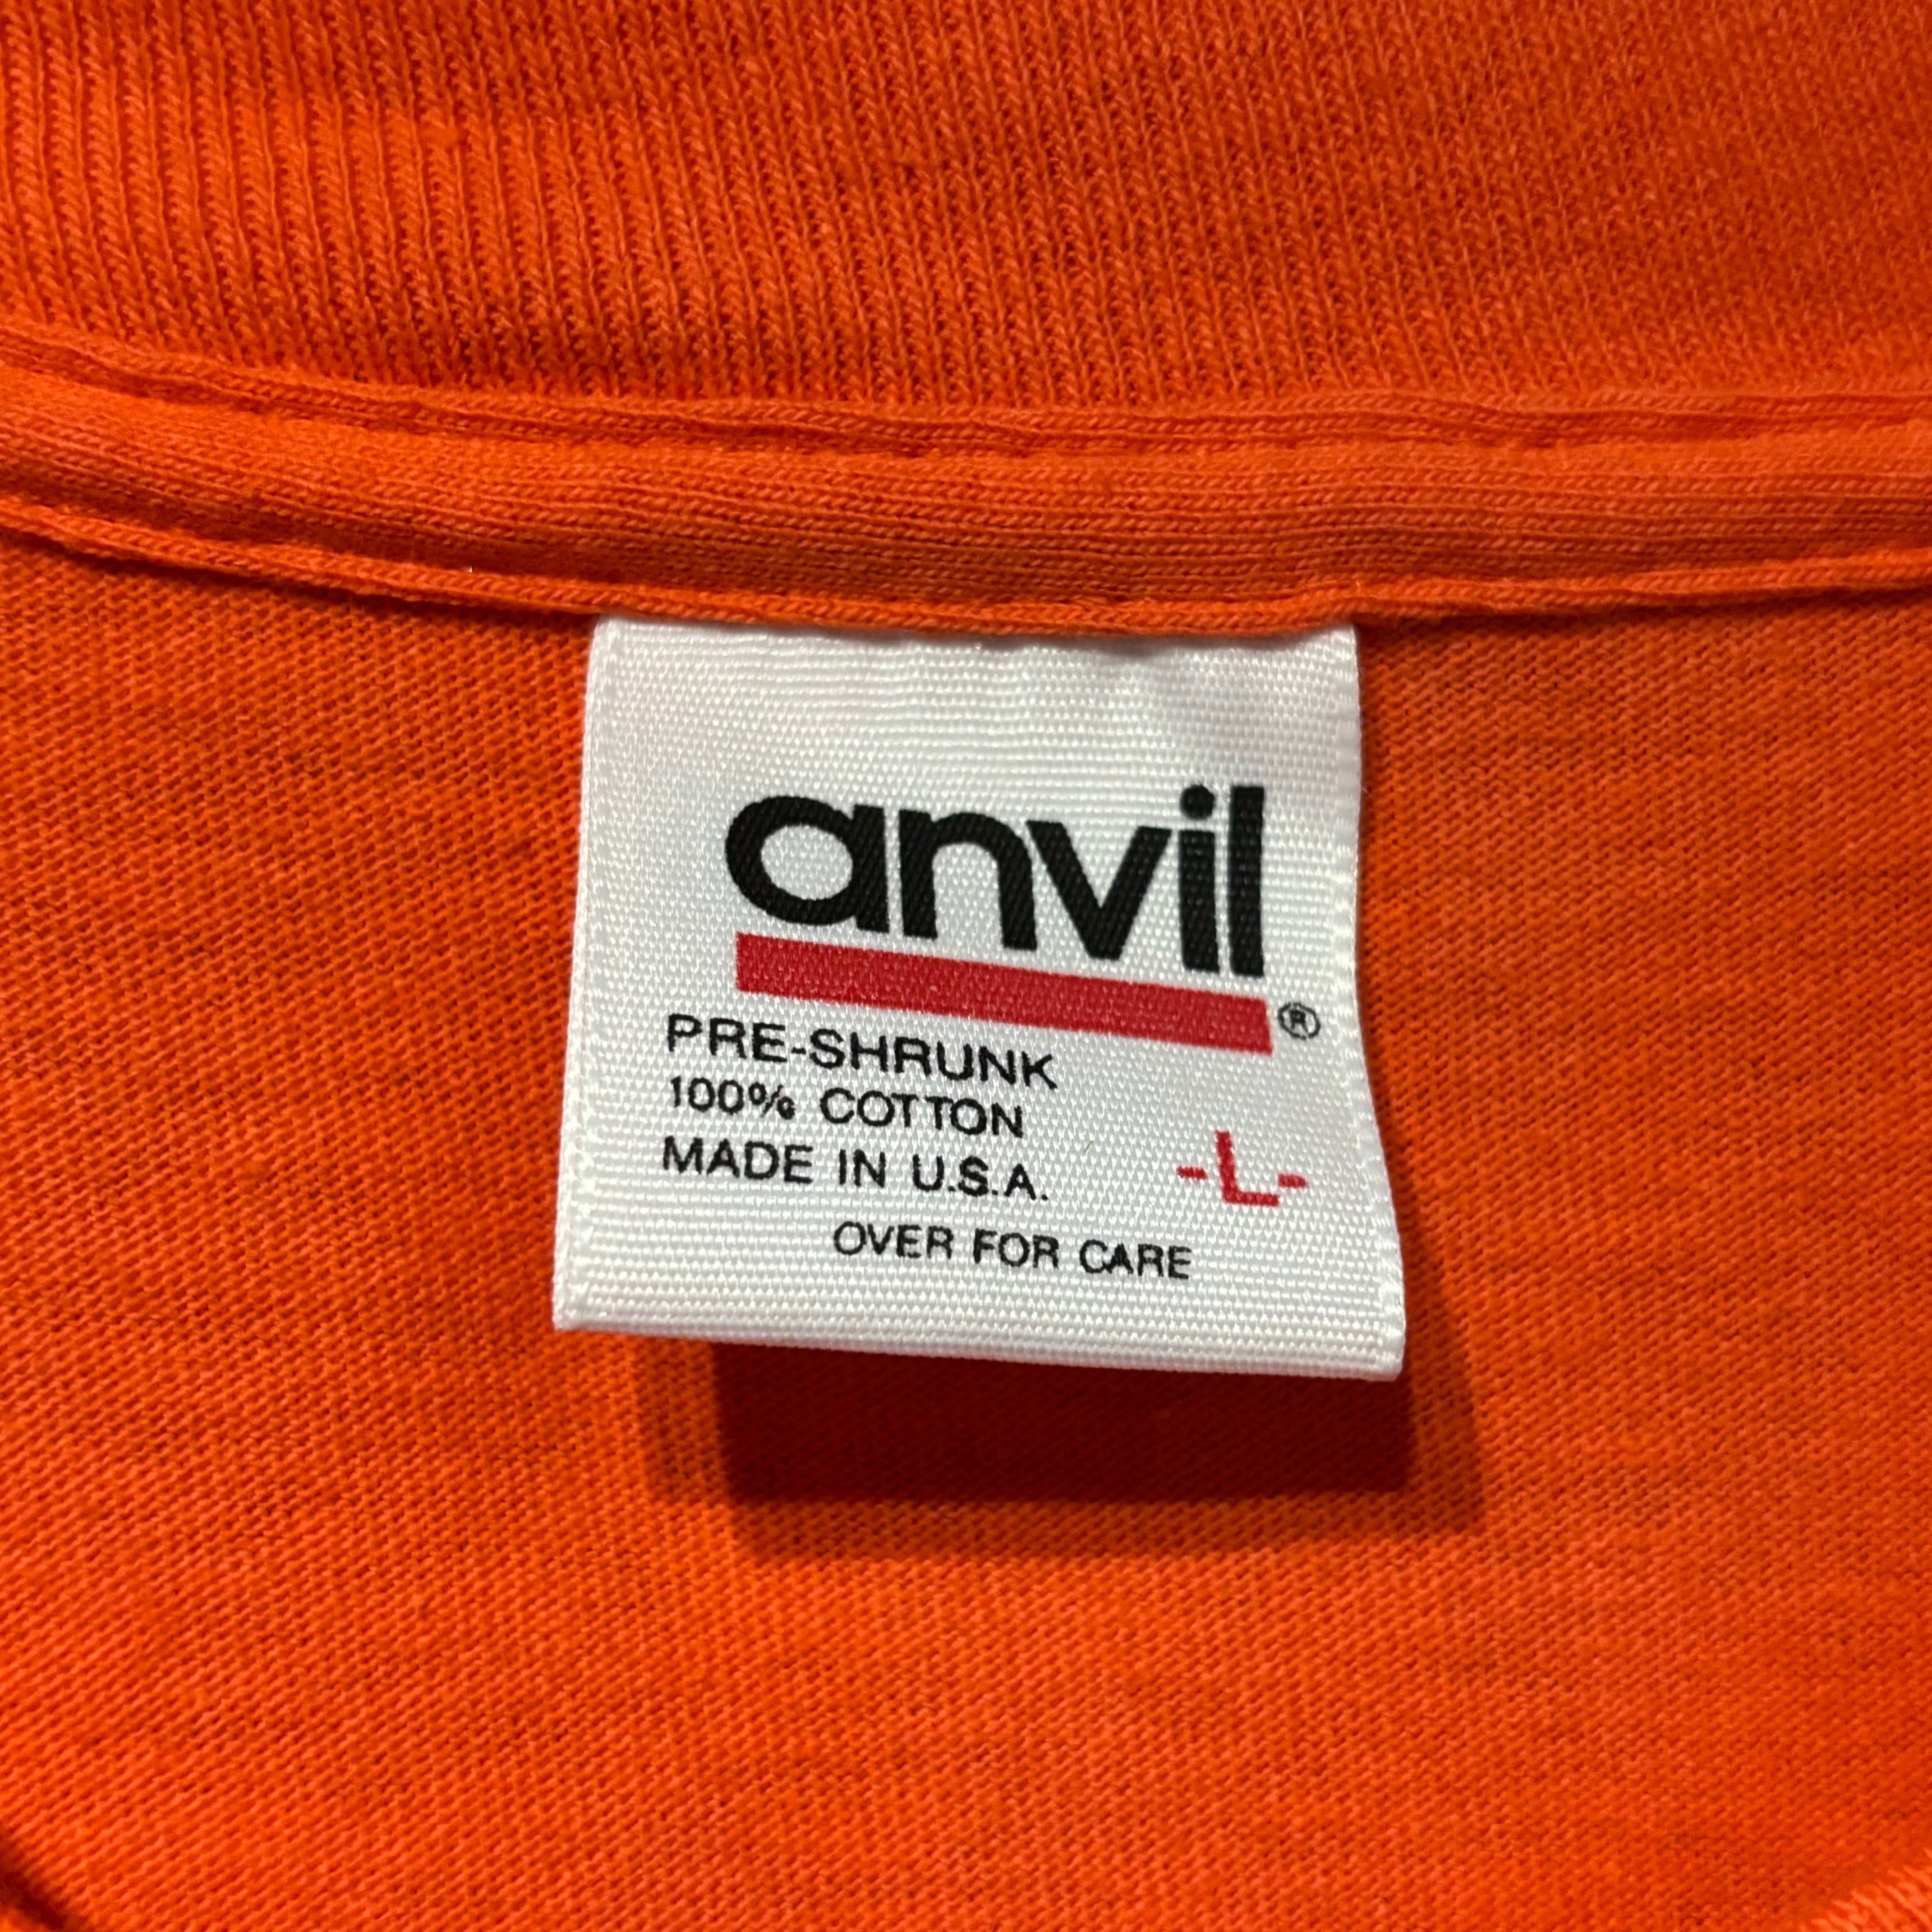 anvil
®
PRE-SHRUNK
100% COTTON
MADE IN U.S.A.
-L-
OVER FOR CARE